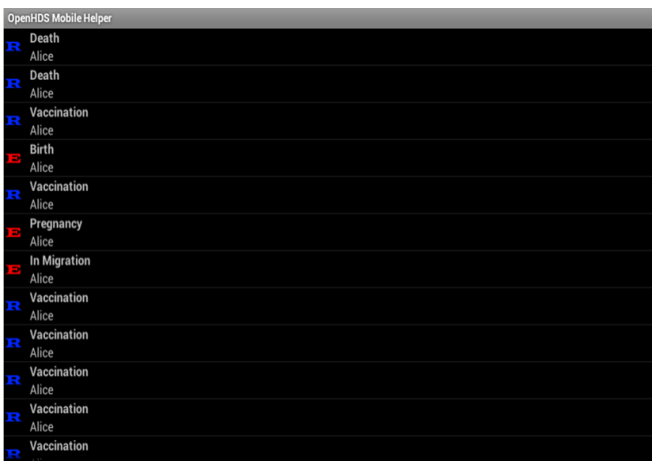 OpenHDS Mobile Helper
Death
R
Alice
Death
R
Alice
Vaccination
R
Alice
Birth
E
Alice
Vaccination
R
Alice
Pregnancy
E
Alice
In Migration
E
Alice
Vaccination
R
Alice
Vaccination
R
Alice
Vaccination
R
Alice
Vaccination
R
Alice
Vaccination
R